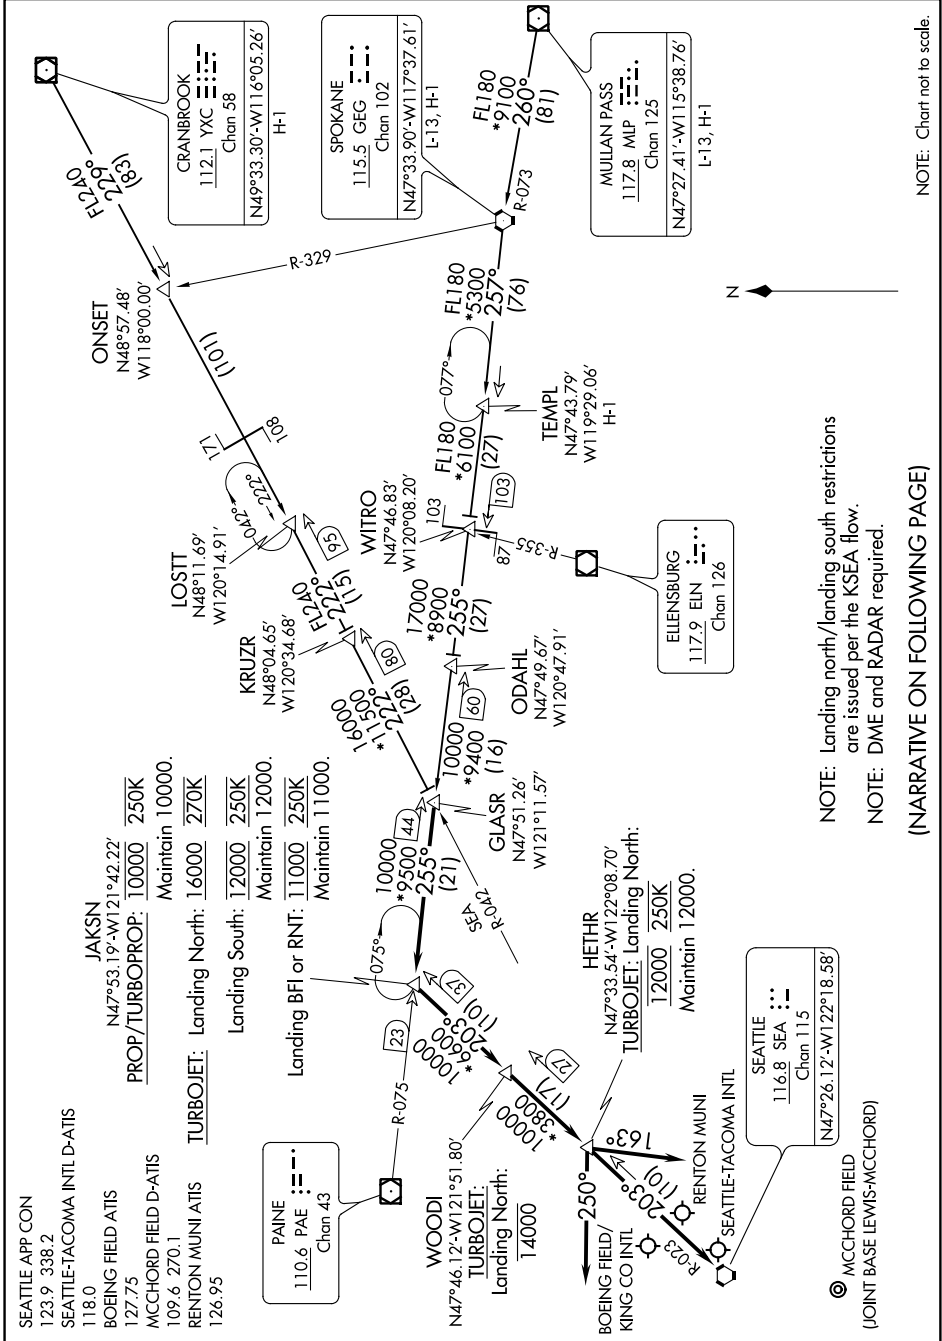 SEATTLE APP CON
123.9 338.2
SEATTLE-TACOMA INTL D-ATIS
118.0
BOEING FIELD ATIS
127.75
MCCHORD FIELD D-ATIS
109.6 270.1
RENTON MUNI ATIS
126.95
JAKSN
N47°53.19'-W121°42.22'
PROP/TURBOPROP: 10000 250K
Maintain 10000.
TURBOJET: Landing North: 16000 270K
Landing South: 12000 250K
Maintain 12000.
Landing BFI or RNT: 11000 250K
Maintain 11000.
CRANBROOK
112.1 YXC
Chan 58
N49°33.30'-W116°05.26'
H-1
FL240
229°
(83)
ONSET
N48°57.48'
W118°00.00'
R-329
(101)
171
108
LOSTT
N48°11.69'
W120°14.91'
042°
222°
95
FL240
222°
(15)
KRUZR
N48°04.65'
W120°34.68'
80
16000
*11500
222°
(28)
SPOKANE
115.5 GEG
Chan 102
N47°33.90'-W117°37.61'
L-13, H-1
MULLAN PASS
117.8 MLP
Chan 125
N47°27.41'-W115°38.76'
L-13, H-1
FL180
*9100
260°
(81)
R-073
FL180
*5300
257°
(76)
077°
TEMPL
N47°43.79'
W119°29.06'
H-1
FL180
*6100
(27)
103
WITRO
N47°46.83'
W120°08.20'
103
87
R-355
ELLENSBURG
117.9 ELN
Chan 126
17000
*8900
255°
(27)
ODAHL
N47°49.67'
W120°47.91'
60
10000
*9400
(16)
GLASR
N47°51.26'
W121°11.57'
44
SEA
R-042
10000
*9500
255°
(21)
075°
23
R-075
PAINE
110.6 PAE
Chan 43
37
10000
*6600
203°
(10)
WOODI
N47°46.12'-W121°51.80'
TURBOJET:
Landing North:
14000
27
10000
*3800
(17)
HETHR
N47°33.54'-W122°08.70'
TURBOJET: Landing North:
12000 250K
Maintain 12000.
250°
163°
203°
(10)
R-023
BOEING FIELD/
KING CO INTL
RENTON MUNI
SEATTLE-TACOMA INTL
SEATTLE
116.8 SEA
Chan 115
N47°26.12'-W122°18.58'
MCCHORD FIELD
(JOINT BASE LEWIS-MCCHORD)
N
NOTE: Landing north/landing south restrictions
are issued per the KSEA flow.
NOTE: DME and RADAR required.
(NARRATIVE ON FOLLOWING PAGE)
NOTE: Chart not to scale.